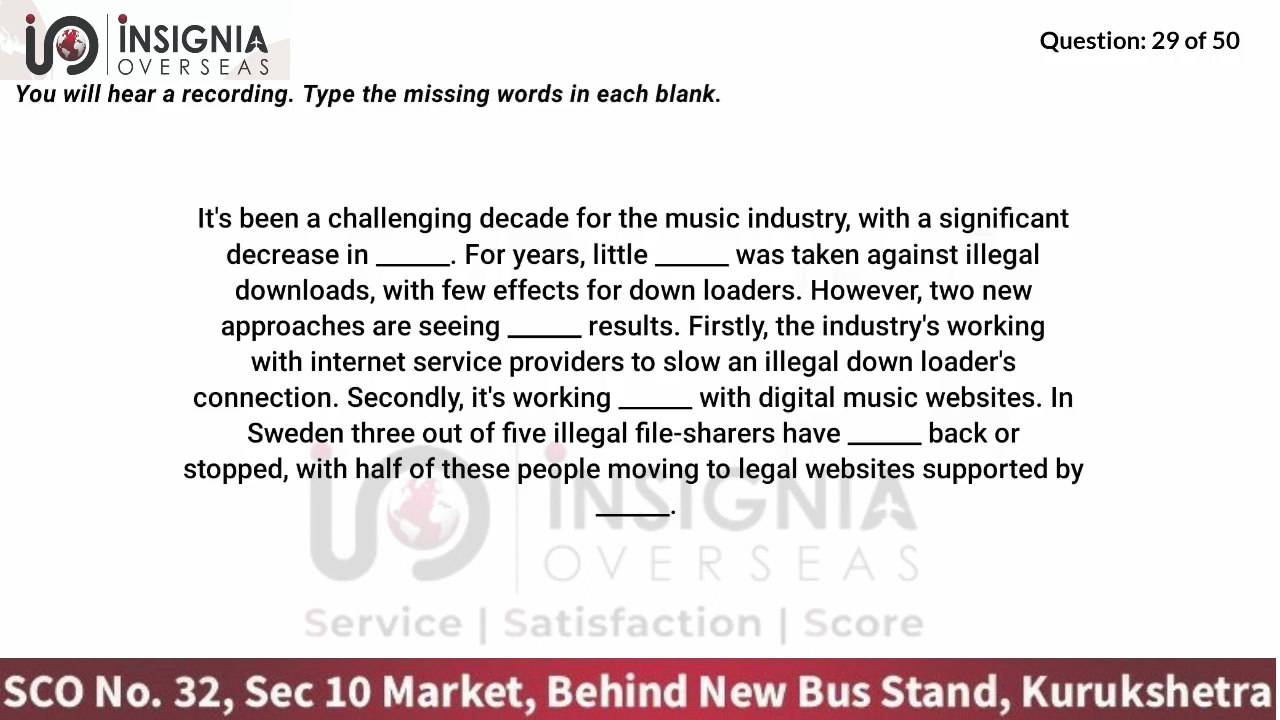 iNSIGNIA
OVERSEAS
Question: 29 of 50
You will hear a recording. Type the missing words in each blank.
It's been a challenging decade for the music industry, with a significant
decrease in ______. For years, little ______ was taken against illegal
downloads, with few effects for down loaders. However, two new
approaches are seeing ______ results. Firstly, the industry's working
with internet service providers to slow an illegal down loader's
connection. Secondly, it's working ______ with digital music websites. In
Sweden three out of five illegal file-sharers have ______ back or
stopped, with half of these people moving to legal websites supported by
______.
iNSIGNIA
OVERSEAS
Service | Satisfaction | Score
SCO No. 32, Sec 10 Market, Behind New Bus Stand, Kurukshetra